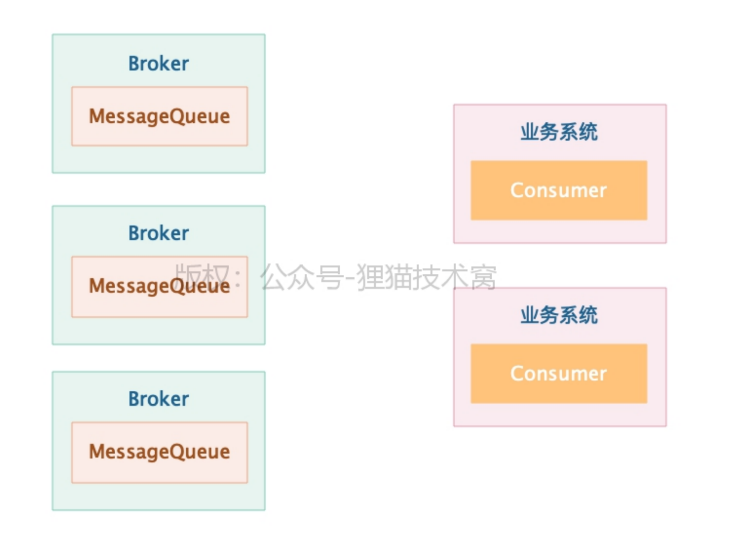 Broker
MessageQueue
Broker
MessageQueue
Broker
MessageQueue
业务系统
Consumer
业务系统
Consumer
版权：公众号-狸猫技术窝